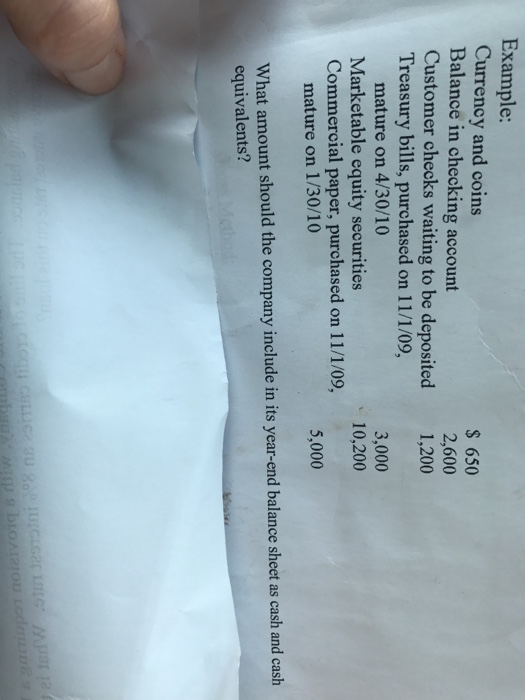 Example:
Currency and coins $ 650
Balance in checking account 2,600
Customer checks waiting to be deposited 1,200
Treasury bills, purchased on 11/1/09,
mature on 4/30/10 3,000
Marketable equity securities 10,200
Commercial paper, purchased on 11/1/09,
mature on 1/30/10 5,000
What amount should the company include in its year-end balance sheet as cash and cash
equivalents?